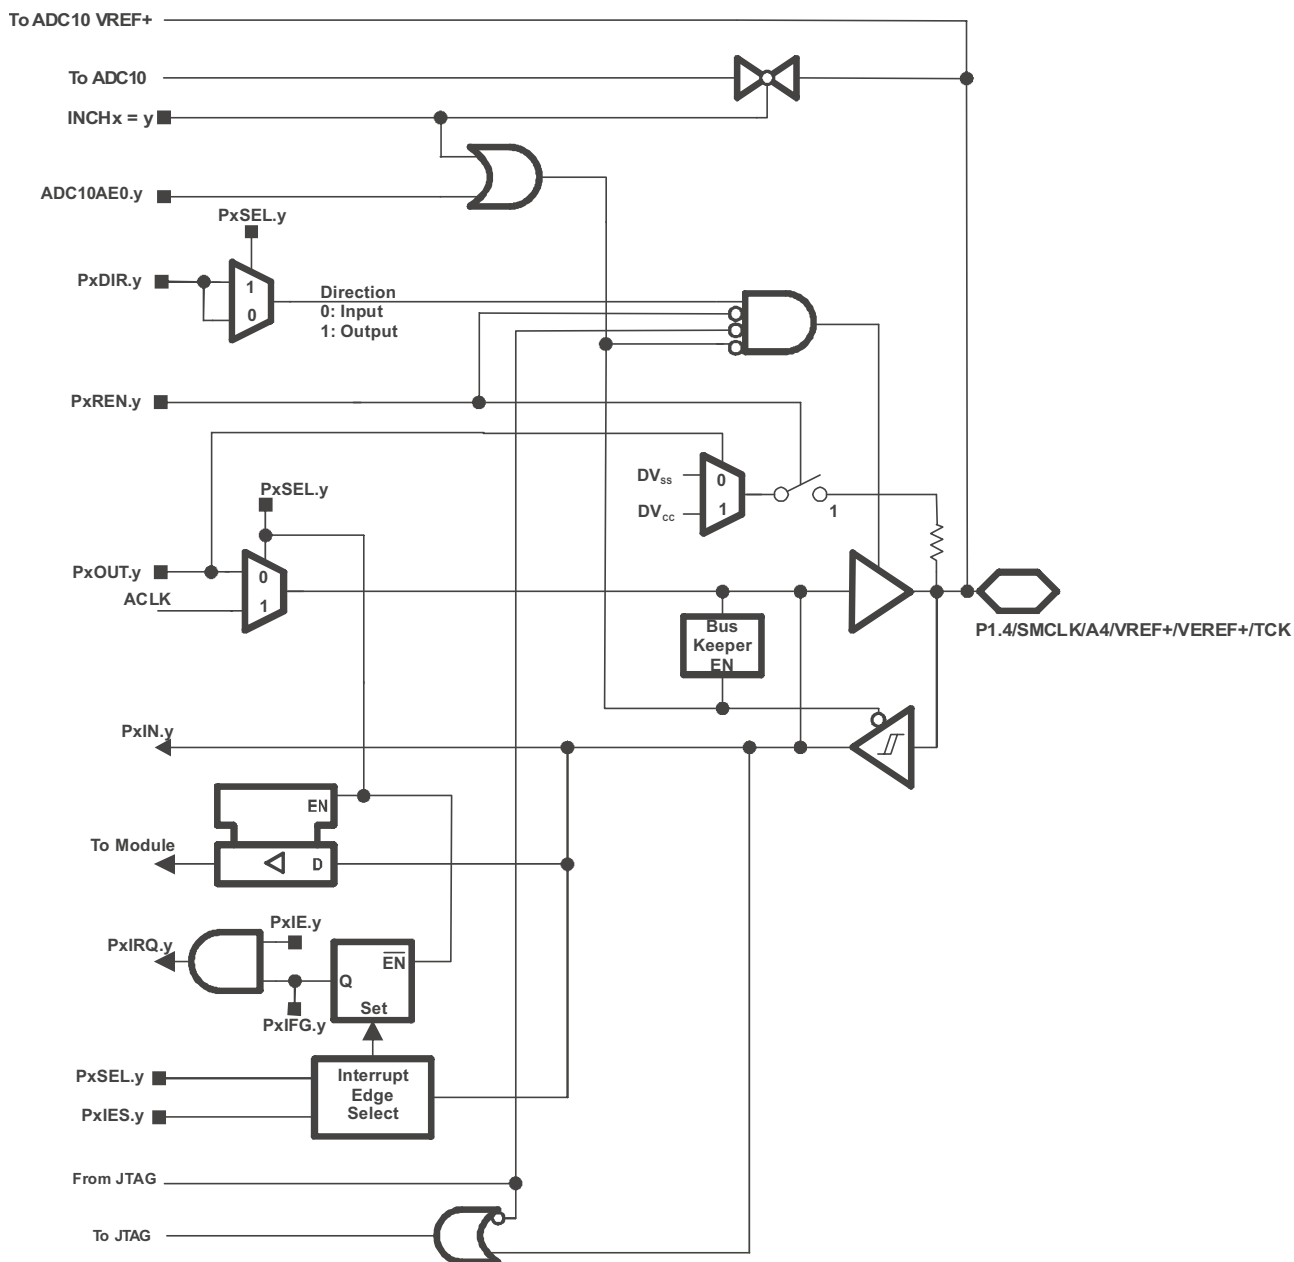 To ADC10 VREF+
To ADC10
INCHx = y
ADC10AE0.y
PxSEL.y
PxDIR.y
1
0
Direction
0: Input
1: Output
PxREN.y
DVss
0
DVcc
1
1
PxSEL.y
PxOUT.y
0
ACLK
1
Bus
Keeper
EN
P1.4/SMCLK/A4/VREF+/VEREF+/TCK
PxIN.y
EN
To Module
D
PxIE.y
PxIRQ.y
EN
Q
Set
PxIFG.y
PxSEL.y
PxIES.y
Interrupt
Edge
Select
From JTAG
To JTAG